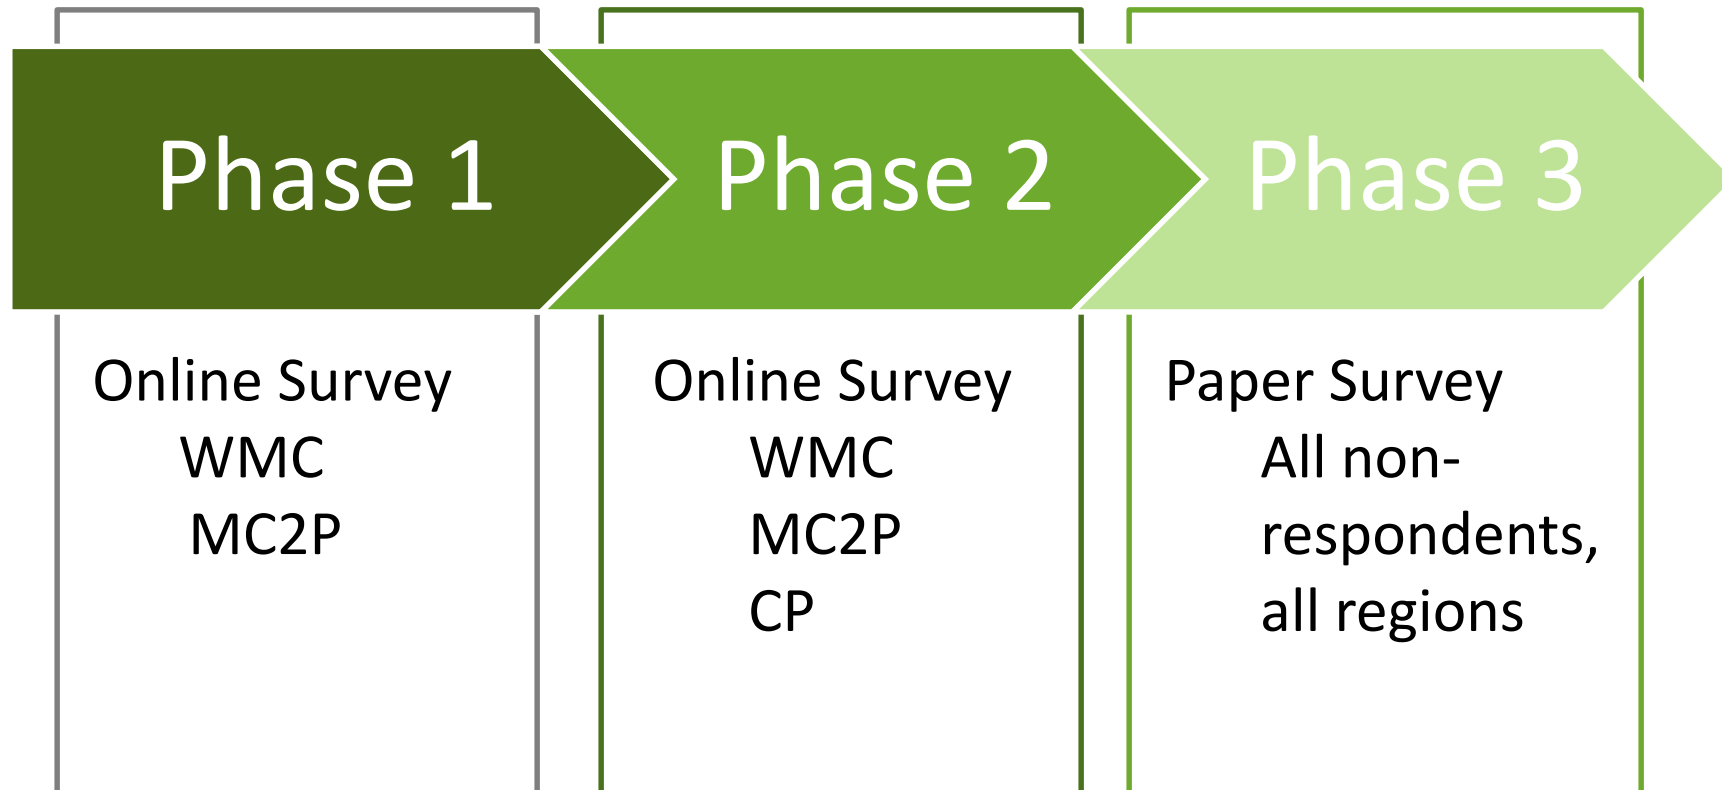 Phase 1
Phase 2
Phase 3
Online Survey
WMC
MC2P
Online Survey
WMC
MC2P
CP
Paper Survey
All non-
respondents,
all regions